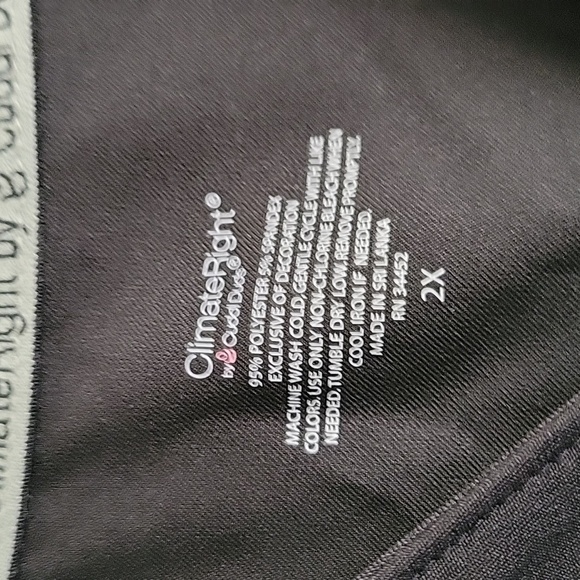 ClimateRight®
by Cuddl Duds®
95% POLYESTER 5% SPANDEX
EXCLUSIVE OF DECORATION
MACHINE WASH COLD, GENTLE CYCLE WITH LIKE
COLORS. USE ONLY NON-CHLORINE BLEACH WHEN
NEEDED. TUMBLE DRY LOW. REMOVE PROMPTLY.
COOL IRON IF NEEDED.
MADE IN SRI LANKA
RN 34452
2X
ClimateRight by